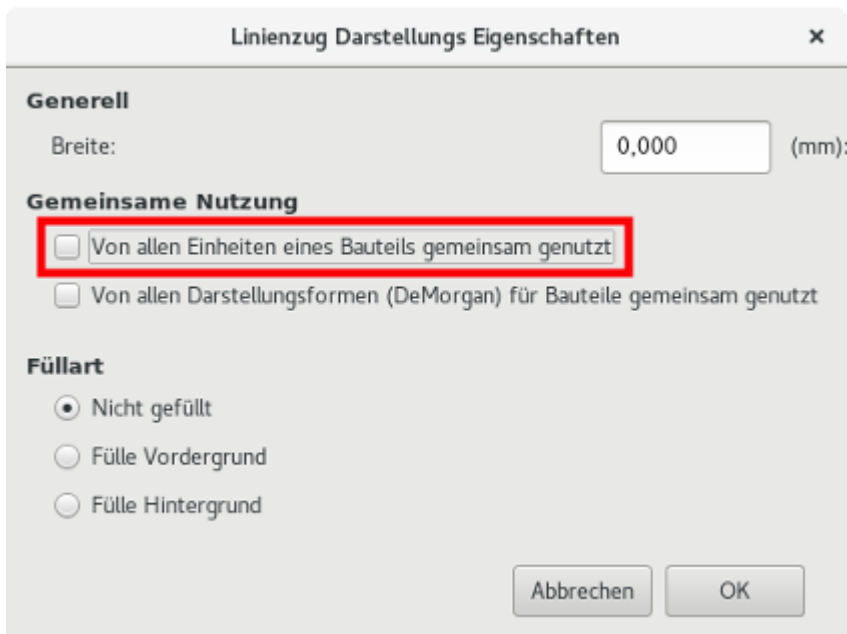 Linienzug Darstellungs Eigenschaften
Generell
Breite: 0,000 (mm):
Gemeinsame Nutzung
Von allen Einheiten eines Bauteils gemeinsam genutzt
Von allen Darstellungsformen (DeMorgan) für Bauteile gemeinsam genutzt
Füllart
Nicht gefüllt
Fülle Vordergrund
Fülle Hintergrund
Abbrechen OK